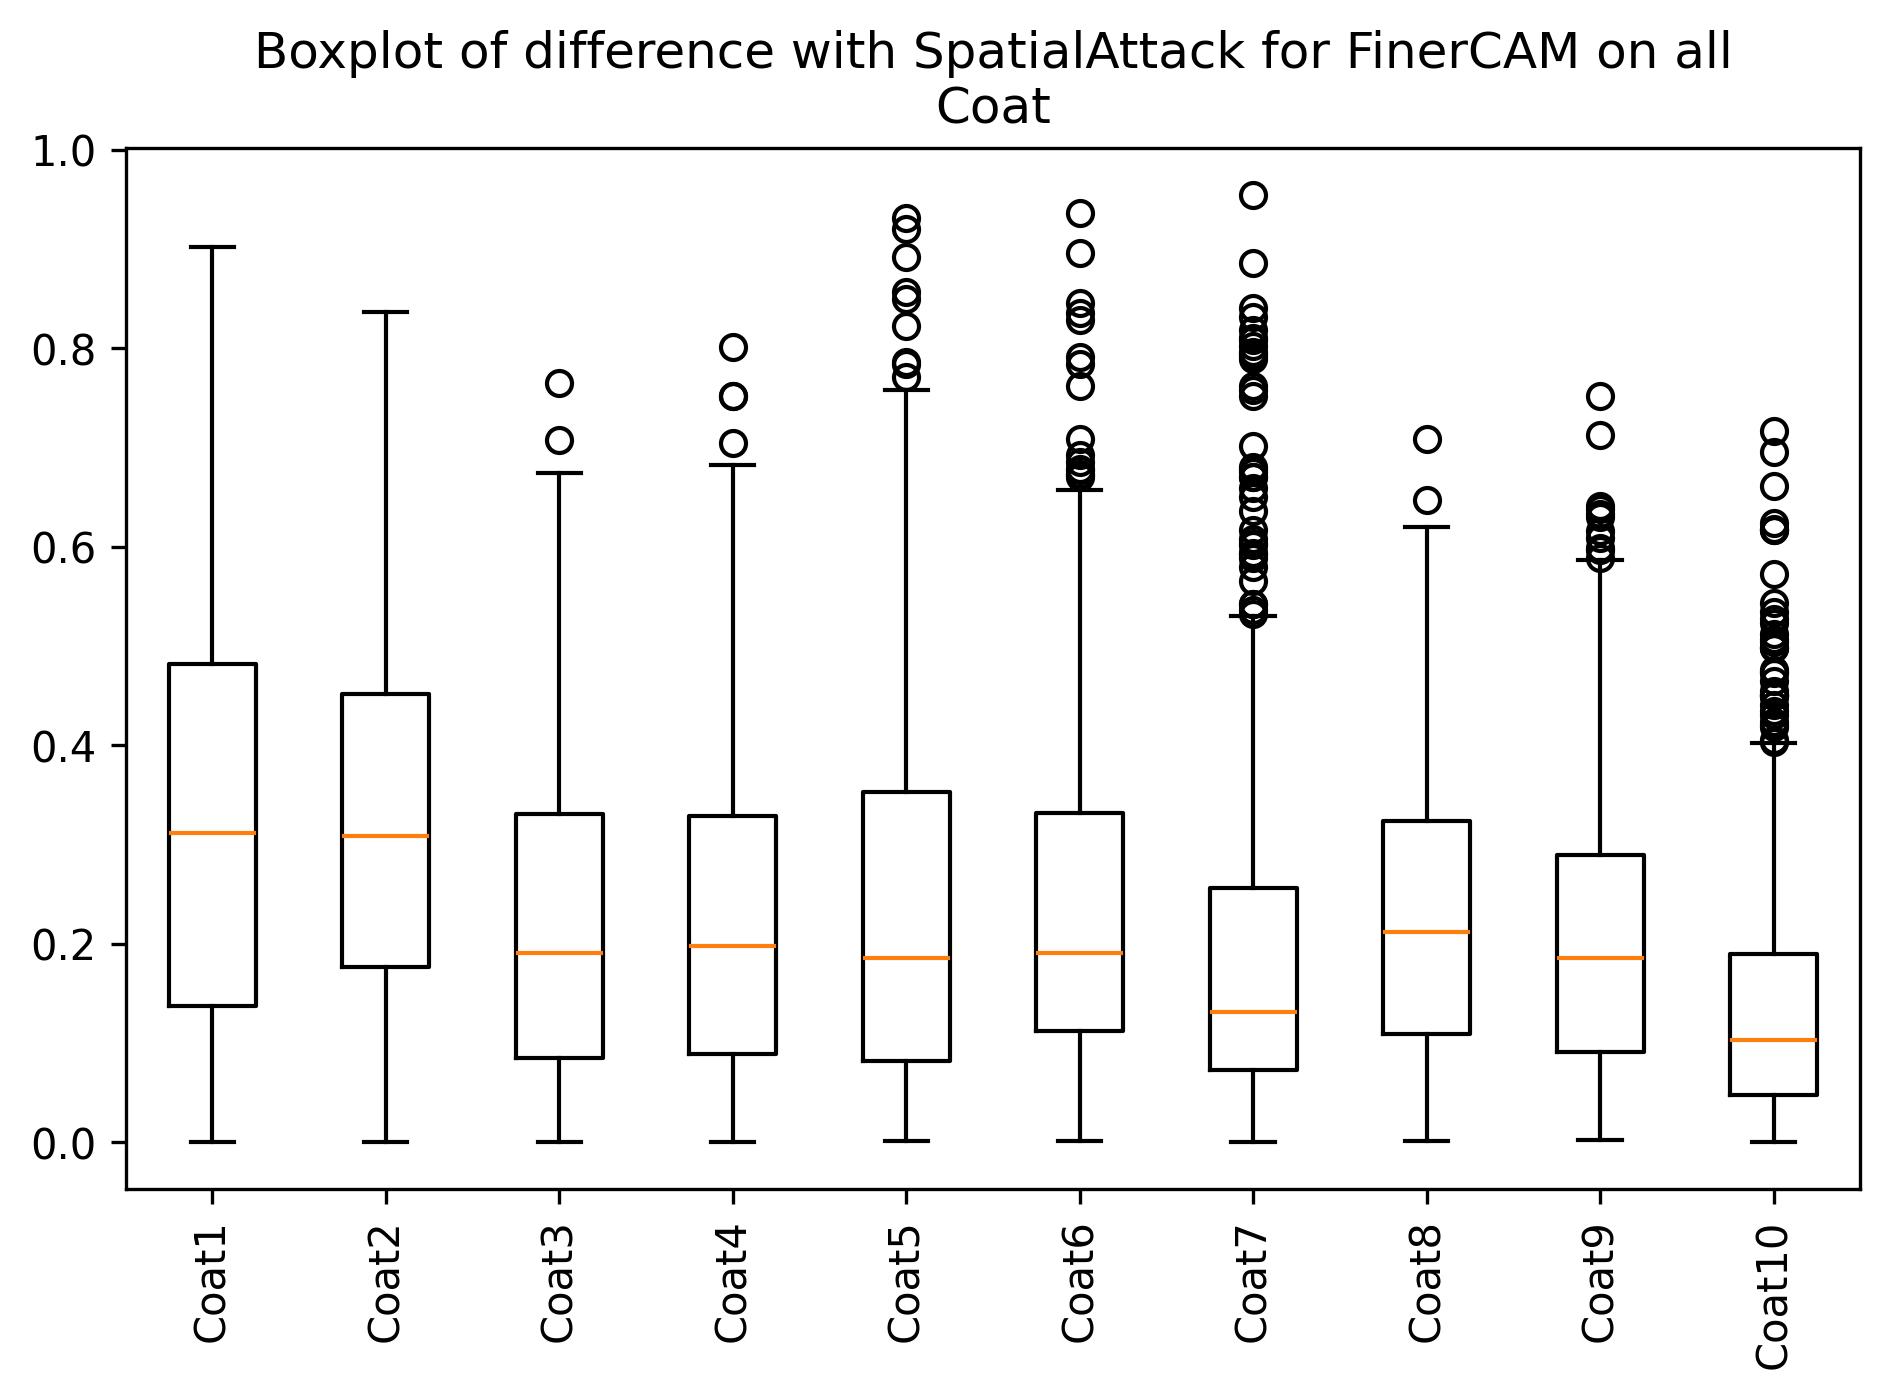 Boxplot of difference with SpatialAttack for FinerCAM on all
Coat
1.0
0.8
0.6
0.4
0.2
0.0
Coat1
Coat2
Coat3
Coat4
Coat5
Coat6
Coat7
Coat8
Coat9
Coat10